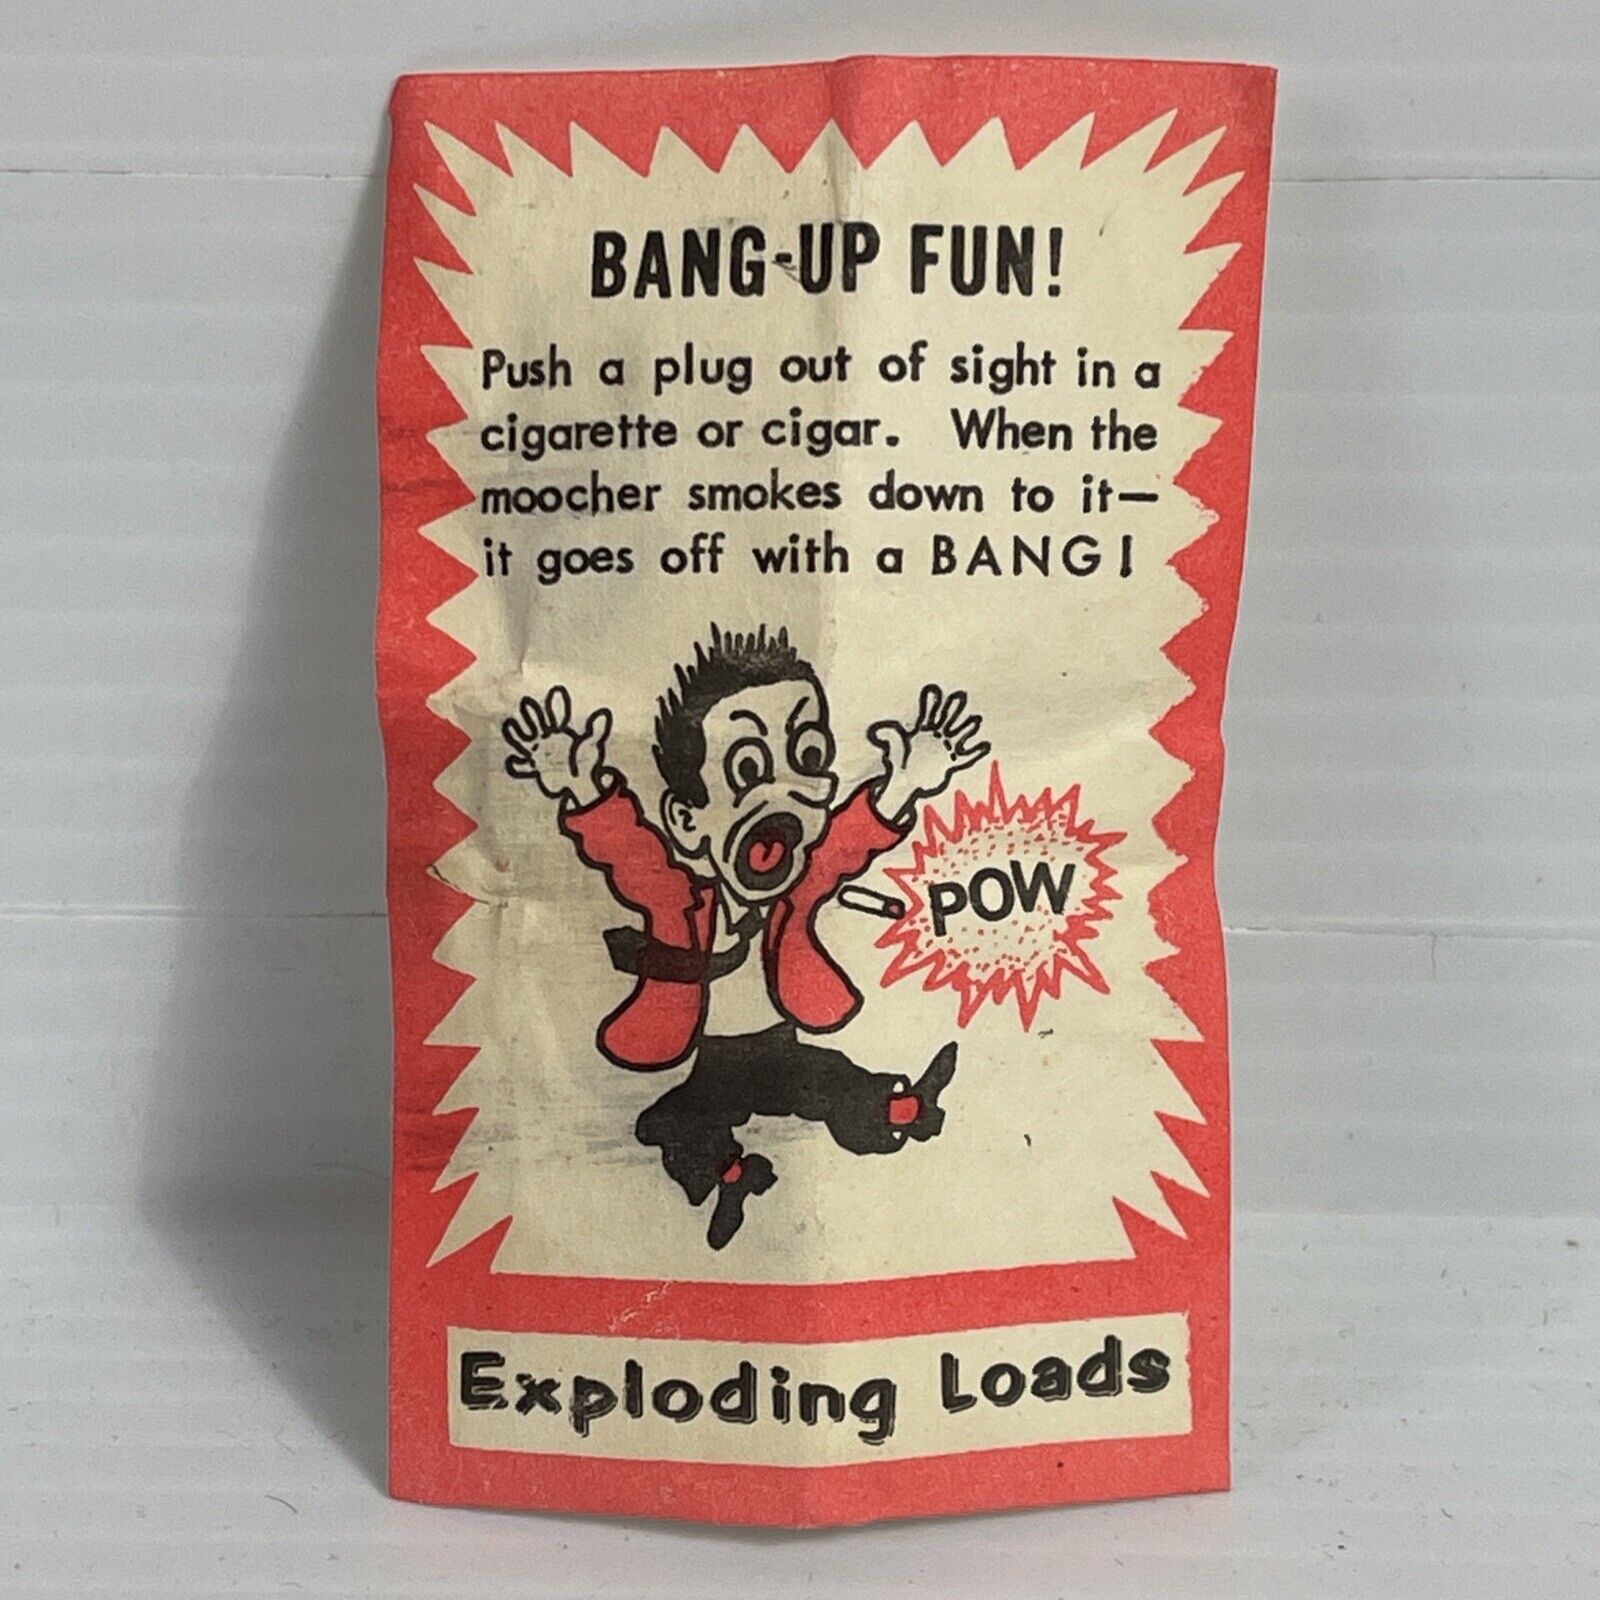 BANG-UP FUN!
Push a plug out of sight in a
cigarette or cigar. When the
moocher smokes down to it—
it goes off with a BANG!
POW
Exploding Loads